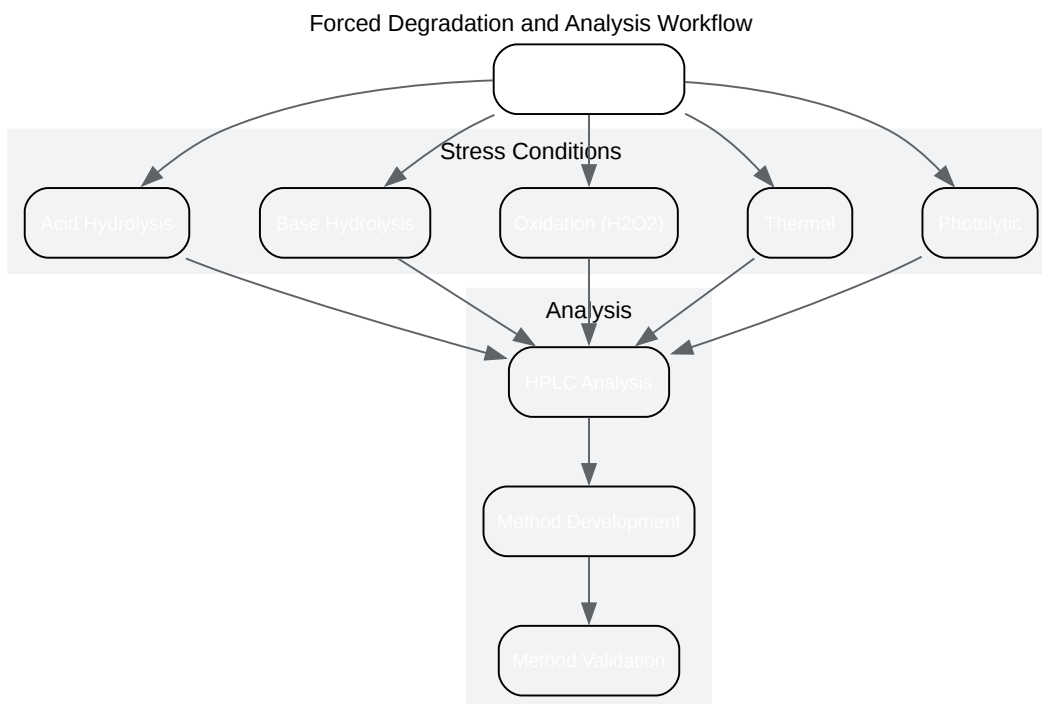 Forced Degradation and Analysis Workflow
Stress Conditions
Acid Hydrolysis
Base Hydrolysis
Oxidation (H2O2)
Thermal
Photolytic
Analysis
HPLC Analysis
Method Development
Method Validation